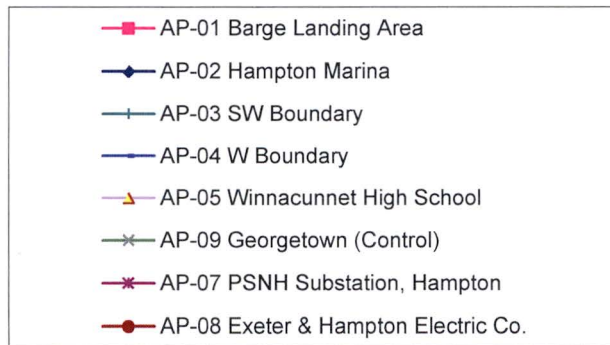 AP-01 Barge Landing Area
AP-02 Hampton Marina
AP-03 SW Boundary
AP-04 W Boundary
AP-05 Winnacunnet High School
AP-09 Georgetown (Control)
AP-07 PSNH Substation, Hampton
AP-08 Exeter & Hampton Electric Co.